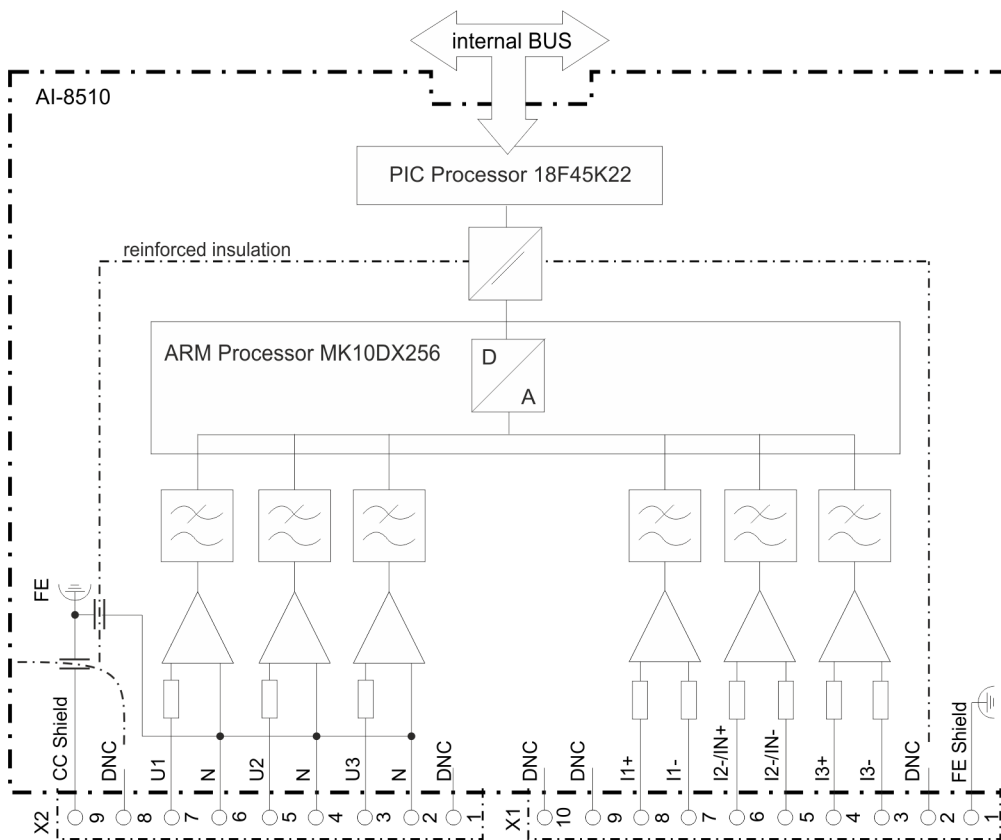 internal BUS
AI-8510
PIC Processor 18F45K22
reinforced insulation
ARM Processor MK10DX256
D
A
FE
CC Shield
DNC
U1
N
U2
N
U3
N
DNC
DNC
DNC
I1+
I1-
I2-/IN+
I2-/IN-
I3+
I3-
DNC
FE Shield
X2
9
8
7
6
5
4
3
2
1
X1
10
9
8
7
6
5
4
3
2
1